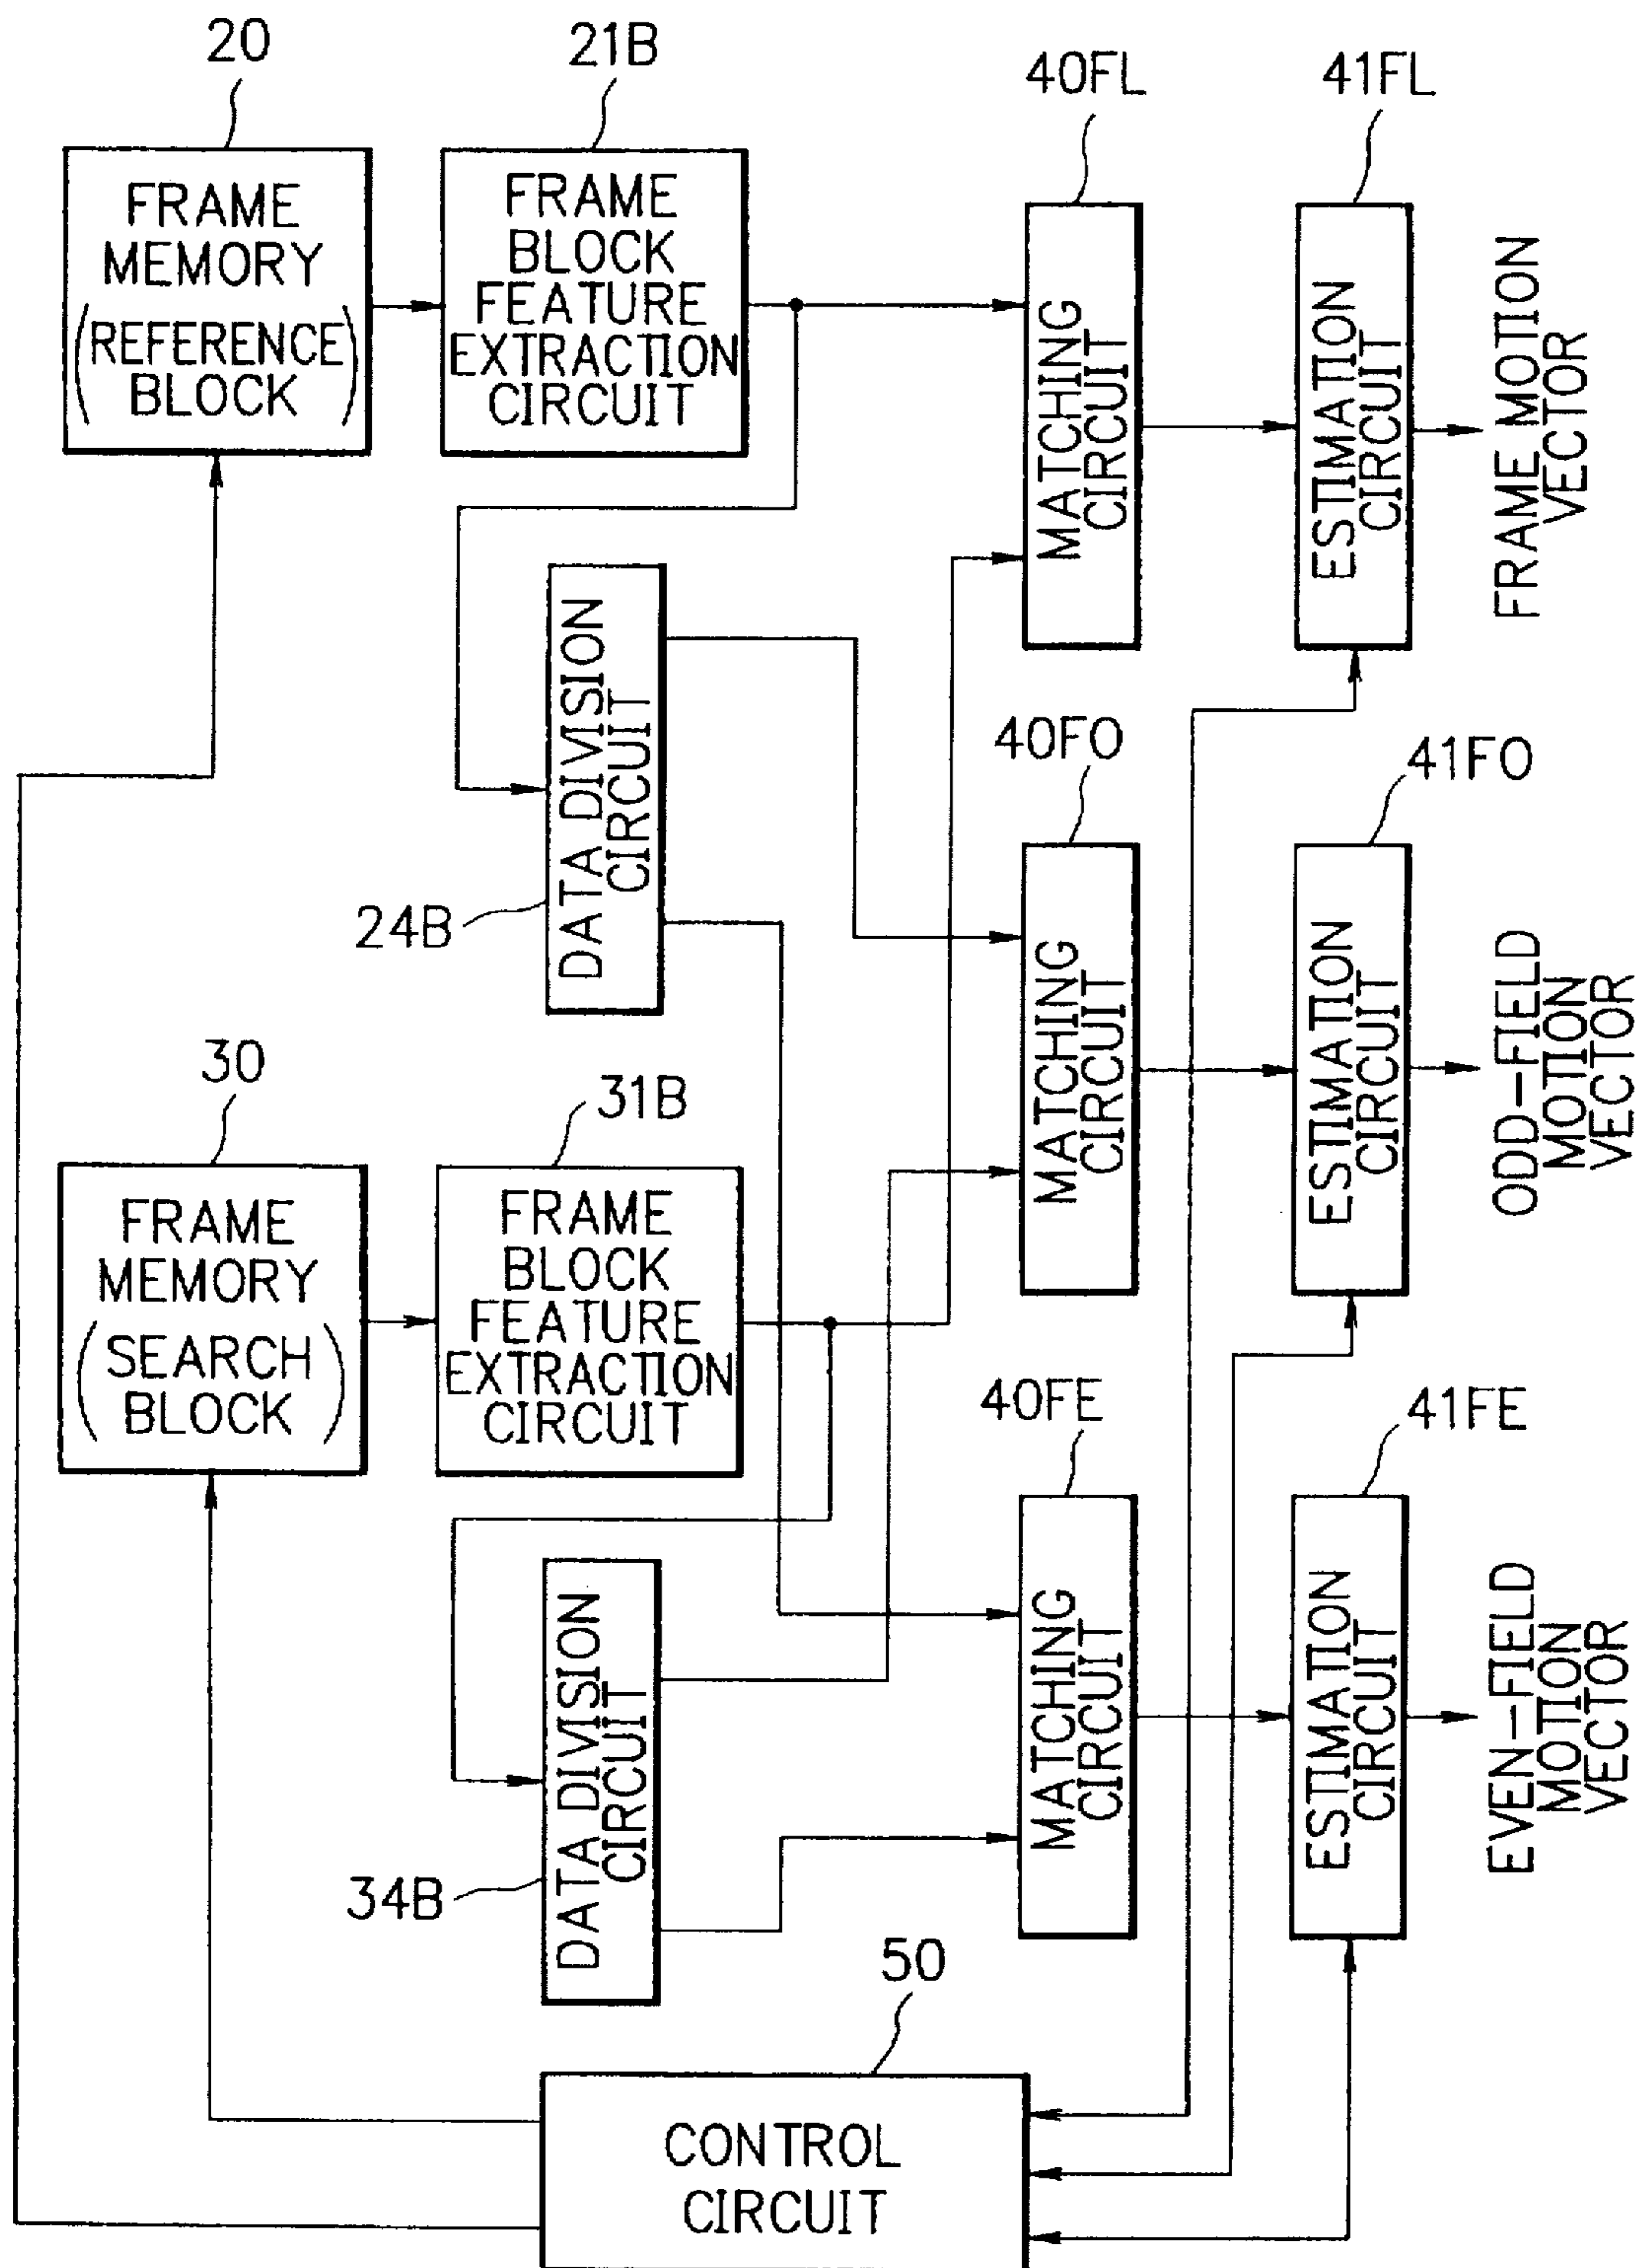 20
FRAME
MEMORY
(REFERENCE
BLOCK)
21B
FRAME
BLOCK
FEATURE
EXTRACTION
CIRCUIT
40FL
MATCHING
CIRCUIT
41FL
ESTIMATION
CIRCUIT
FRAME MOTION
VECTOR
24B
DATA DIVISION
CIRCUIT
40FO
MATCHING
CIRCUIT
41FO
ESTIMATION
CIRCUIT
ODD-FIELD
MOTION
VECTOR
30
FRAME
MEMORY
(SEARCH
BLOCK)
31B
FRAME
BLOCK
FEATURE
EXTRACTION
CIRCUIT
40FE
MATCHING
CIRCUIT
41FE
ESTIMATION
CIRCUIT
EVEN-FIELD
MOTION
VECTOR
34B
DATA DIVISION
CIRCUIT
50
CONTROL
CIRCUIT